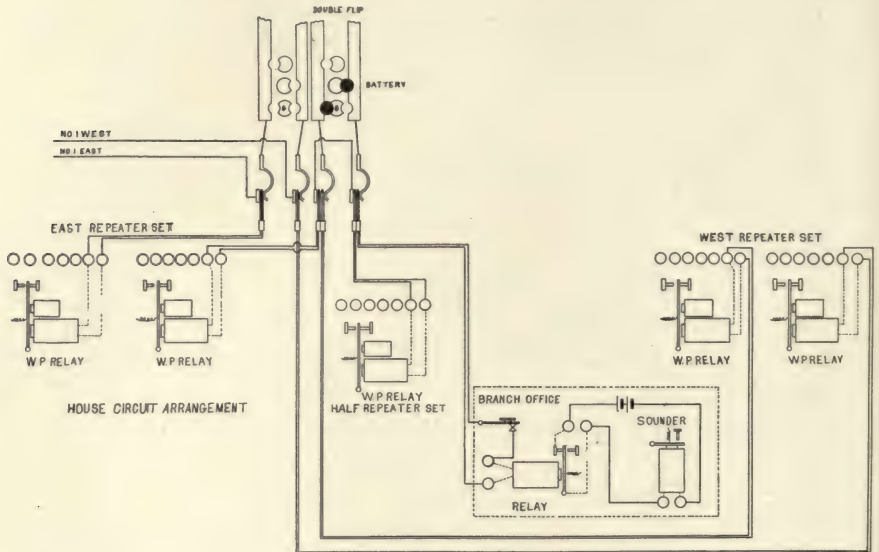 DOUBLE FLIP
BATTERY
NO 1 WEST
NO 1 EAST
EAST REPEATER SET
WEST REPEATER SET
W.P RELAY
W.P RELAY
W.P RELAY
HALF REPEATER SET
W.P RELAY
W.P RELAY
HOUSE CIRCUIT ARRANGEMENT
BRANCH OFFICE
SOUNDER
RELAY